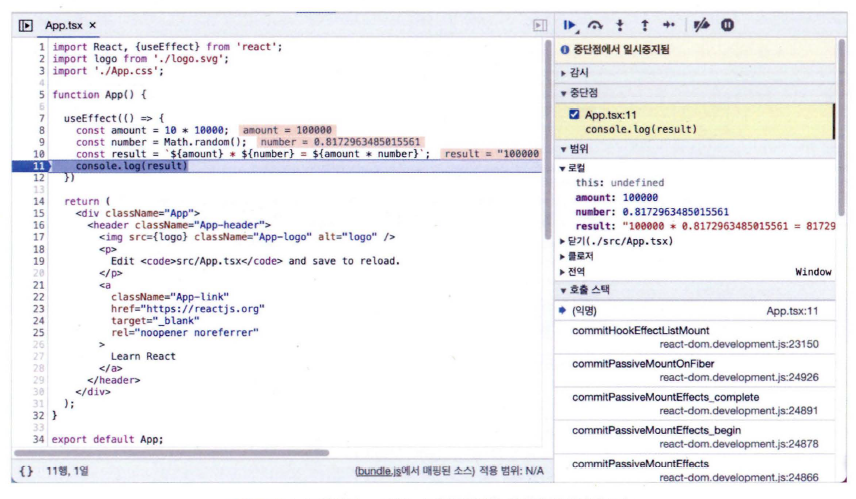 App.tsx ×
1 import React, {useEffect} from 'react';
2 import logo from './logo.svg';
3 import './App.css';
4
5 function App() {
6
7 useEffect(() => {
8 const amount = 10 * 10000; amount = 100000
9 const number = Math.random(); number = 0.8172963485015561
10 const result = `${amount} * ${number} = ${amount * number}`; result = "100000
11 console.log(result)
12 })
13
14 return (
15 <div className="App">
16 <header className="App-header">
17 <img src={logo} className="App-logo" alt="logo" />
18 <p>
19 Edit <code>src/App.tsx</code> and save to reload.
20 </p>
21 <a
22 className="App-link"
23 href="https://reactjs.org"
24 target="_blank"
25 rel="noopener noreferrer"
26 >
27 Learn React
28 </a>
29 </header>
30 </div>
31 );
32 }
33
34 export default App;
{} 11행, 1열 (bundle.js에서 매핑된 소스) 적용 범위: N/A
중단점에서 일시중지됨
감시
중단점
App.tsx:11
console.log(result)
범위
로컬
this: undefined
amount: 100000
number: 0.8172963485015561
result: "100000 * 0.8172963485015561 = 81729
닫기(./src/App.tsx)
클로저
전역 Window
호출 스택
(익명) App.tsx:11
commitHookEffectListMount
react-dom.development.js:23150
commitPassiveMountOnFiber
react-dom.development.js:24926
commitPassiveMountEffects_complete
react-dom.development.js:24891
commitPassiveMountEffects_begin
react-dom.development.js:24878
commitPassiveMountEffects
react-dom.development.js:24866